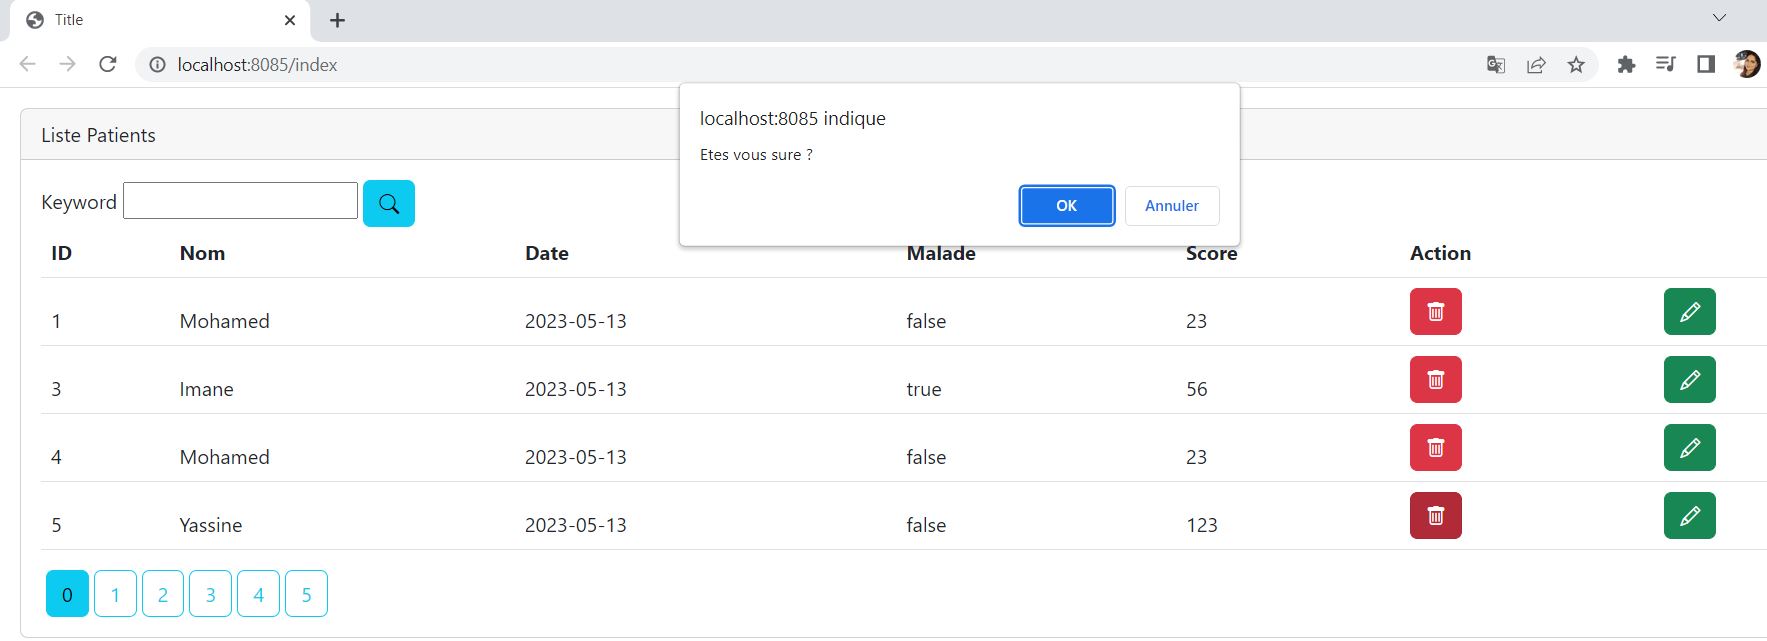 Title
localhost:8085/index
localhost:8085 indique
Etes vous sure ?
OK Annuler
Liste Patients
Keyword
ID Nom Date Malade Score Action
1 Mohamed 2023-05-13 false 23
3 Imane 2023-05-13 true 56
4 Mohamed 2023-05-13 false 23
5 Yassine 2023-05-13 false 123
0 1 2 3 4 5